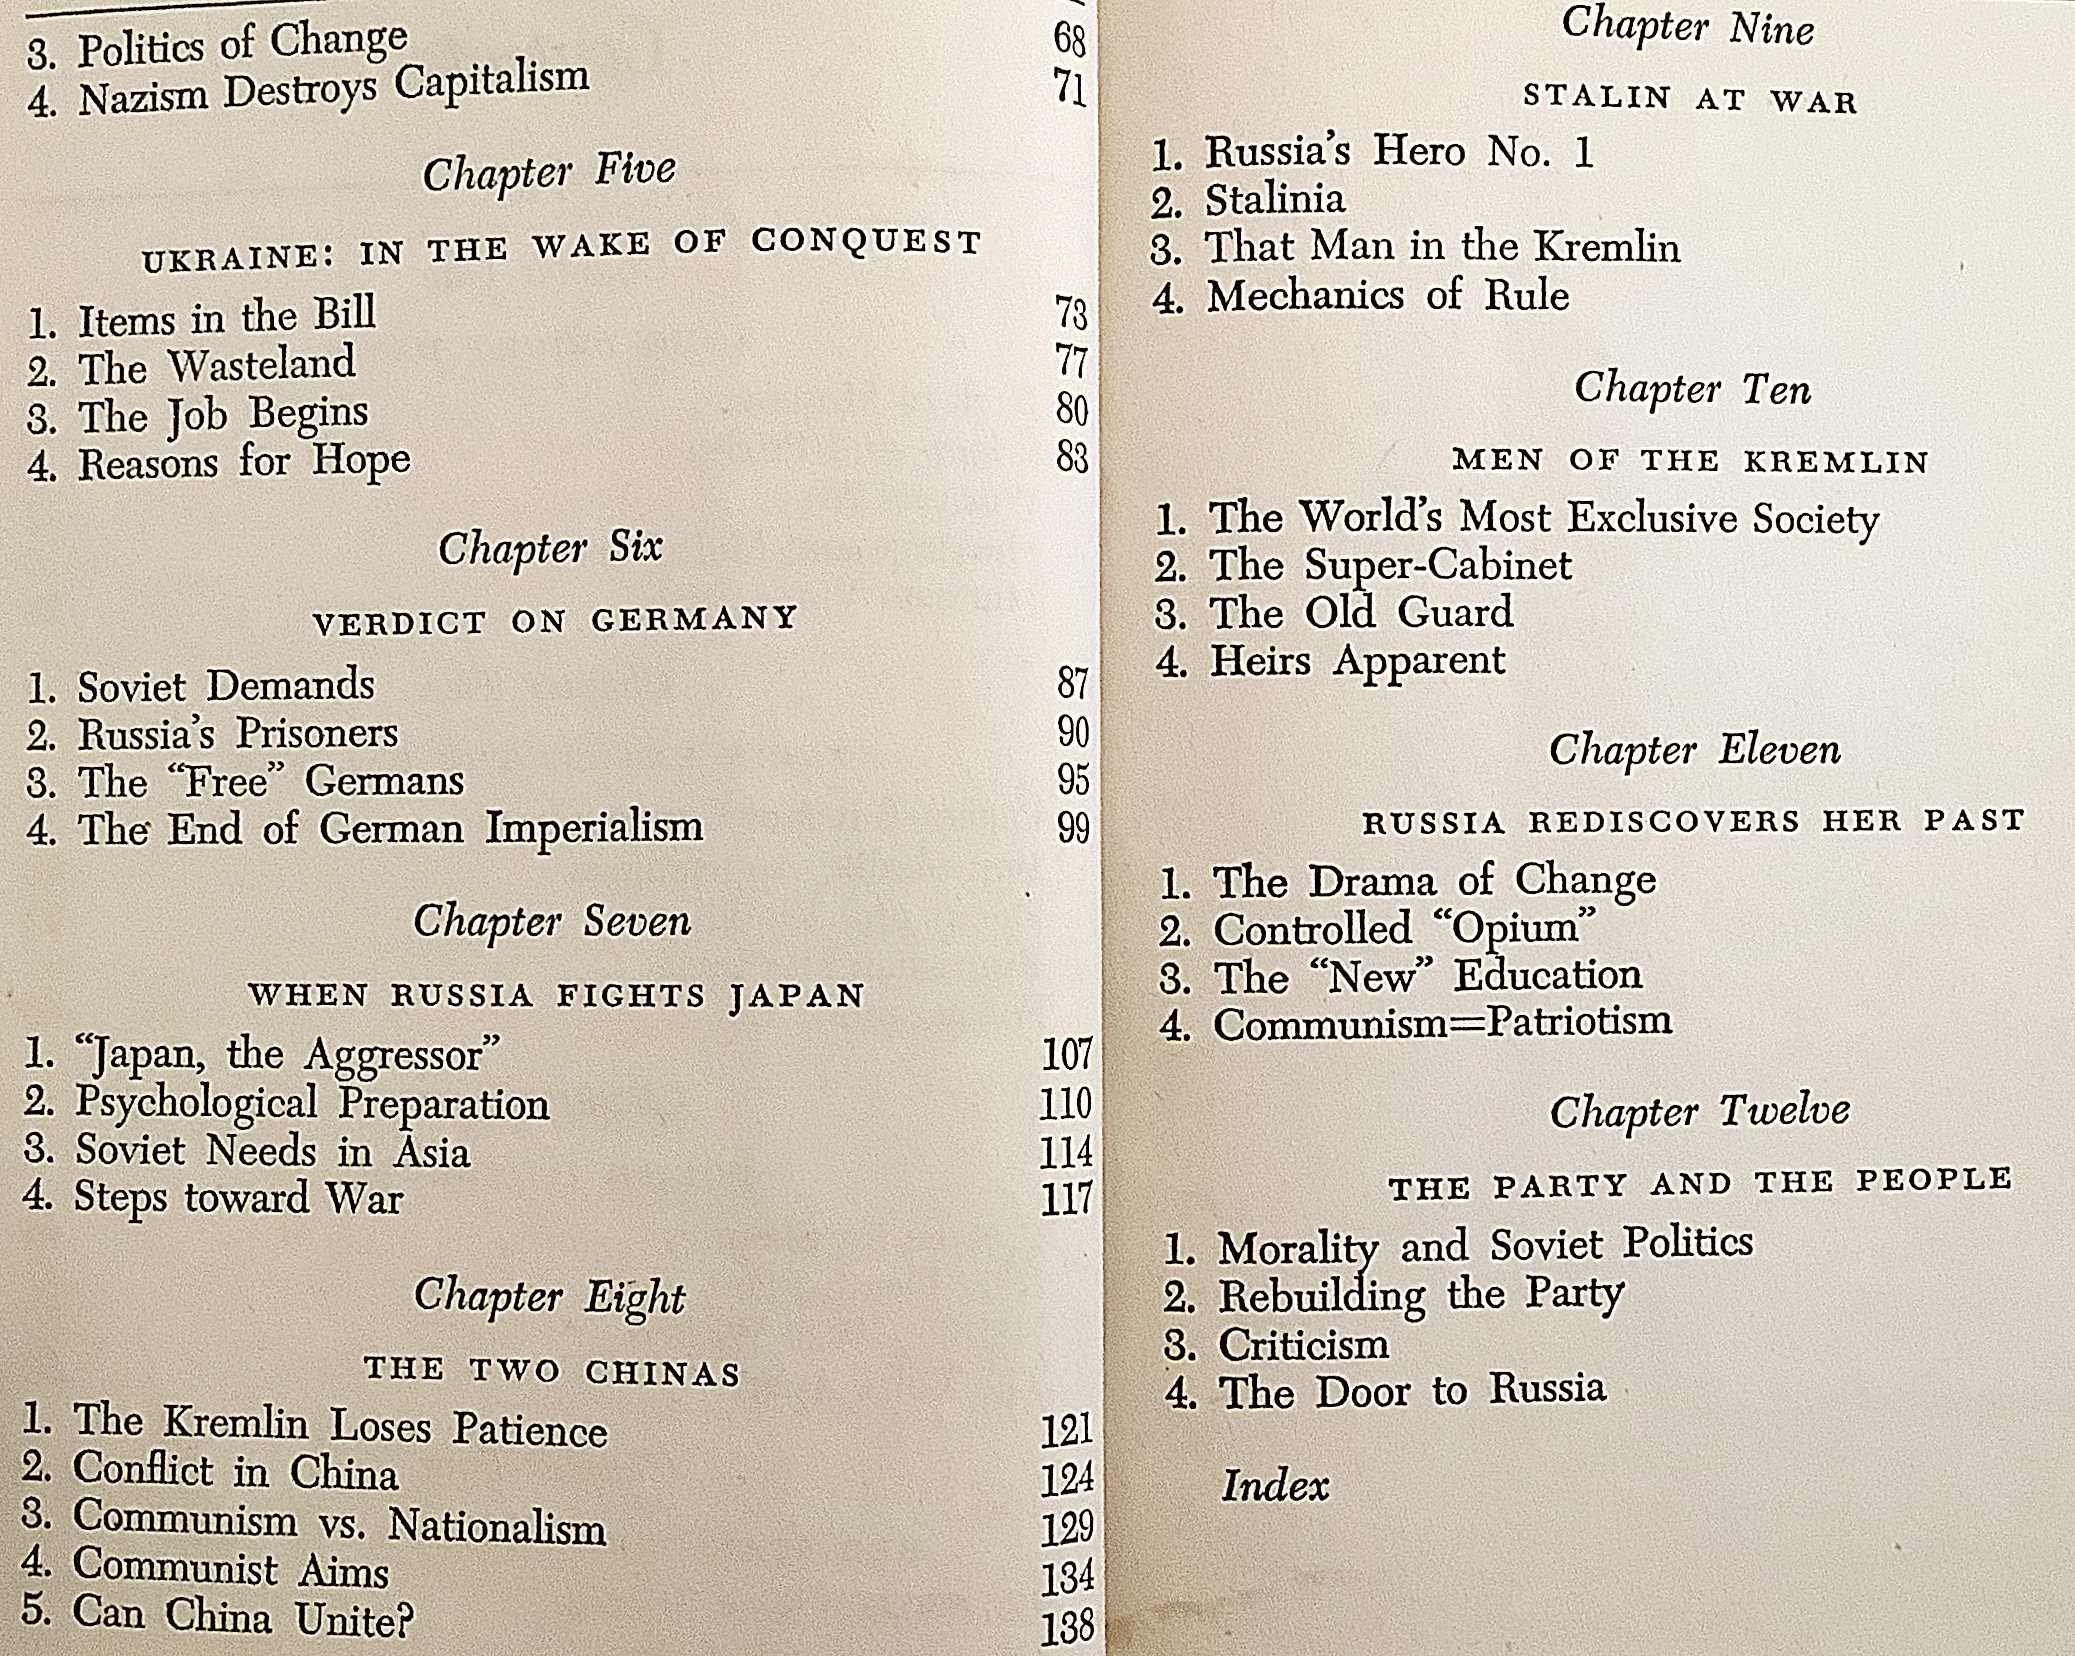 3. Politics of Change 68
4. Nazism Destroys Capitalism 71
Chapter Five
UKRAINE: IN THE WAKE OF CONQUEST
1. Items in the Bill 73
2. The Wasteland 77
3. The Job Begins 80
4. Reasons for Hope 83
Chapter Six
VERDICT ON GERMANY
1. Soviet Demands 87
2. Russia's Prisoners 90
3. The “Free” Germans 95
4. The End of German Imperialism 99
Chapter Seven
WHEN RUSSIA FIGHTS JAPAN
1. “Japan, the Aggressor” 107
2. Psychological Preparation 110
3. Soviet Needs in Asia 114
4. Steps toward War 117
Chapter Eight
THE TWO CHINAS
1. The Kremlin Loses Patience 121
2. Conflict in China 124
3. Communism vs. Nationalism 129
4. Communist Aims 134
5. Can China Unite? 138
Chapter Nine
STALIN AT WAR
1. Russia's Hero No. 1
2. Stalinia
3. That Man in the Kremlin
4. Mechanics of Rule
Chapter Ten
MEN OF THE KREMLIN
1. The World's Most Exclusive Society
2. The Super-Cabinet
3. The Old Guard
4. Heirs Apparent
Chapter Eleven
RUSSIA REDISCOVERS HER PAST
1. The Drama of Change
2. Controlled “Opium”
3. The “New” Education
4. Communism=Patriotism
Chapter Twelve
THE PARTY AND THE PEOPLE
1. Morality and Soviet Politics
2. Rebuilding the Party
3. Criticism
4. The Door to Russia
Index